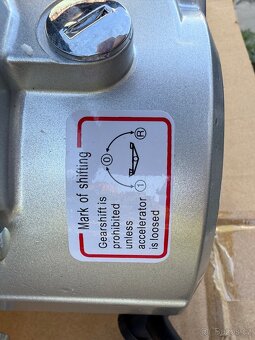 Mark of shifting
R
0
1
Gearshift is
prohibited
unless
accelerator
is loosed